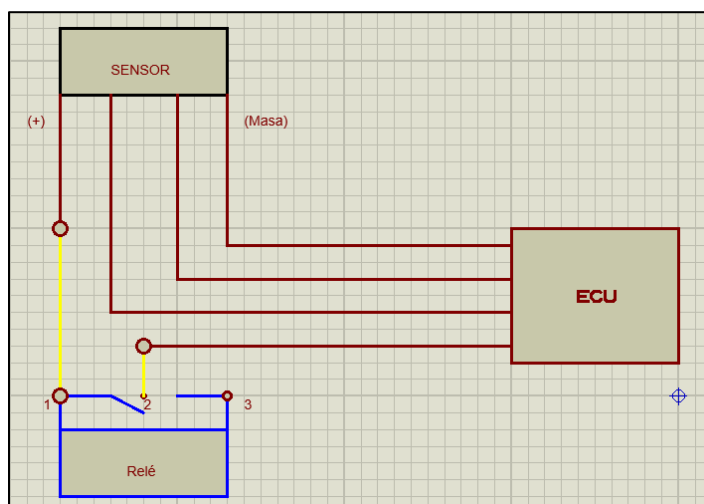 SENSOR
(+)
(Masa)
ECU
1
2
3
Relé